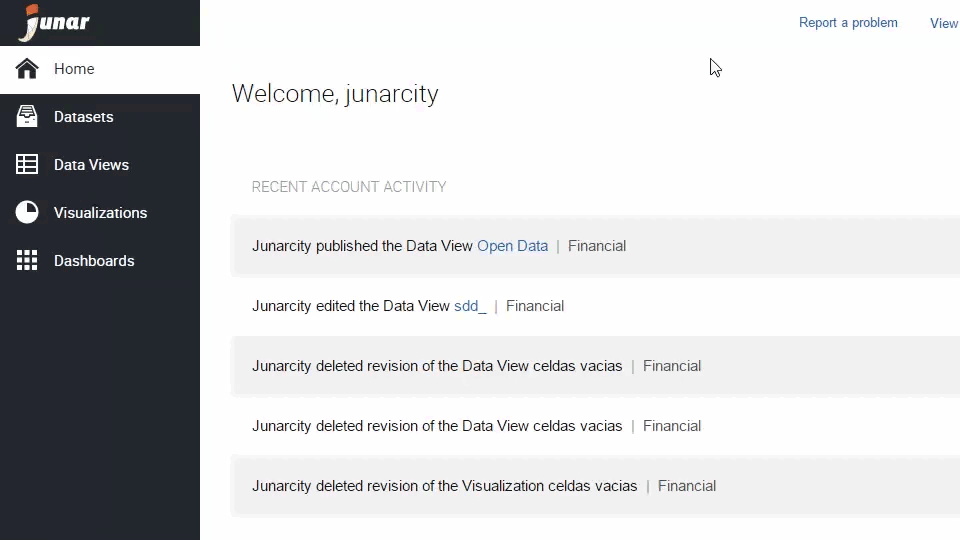 junar
Report a problem
View
Home
Welcome, junarcity
Datasets
Data Views
RECENT ACCOUNT ACTIVITY
Visualizations
Junarcity published the Data View Open Data | Financial
Dashboards
Junarcity edited the Data View sdd_ | Financial
Junarcity deleted revision of the Data View celdas vacias | Financial
Junarcity deleted revision of the Data View celdas vacias | Financial
Junarcity deleted revision of the Visualization celdas vacias | Financial